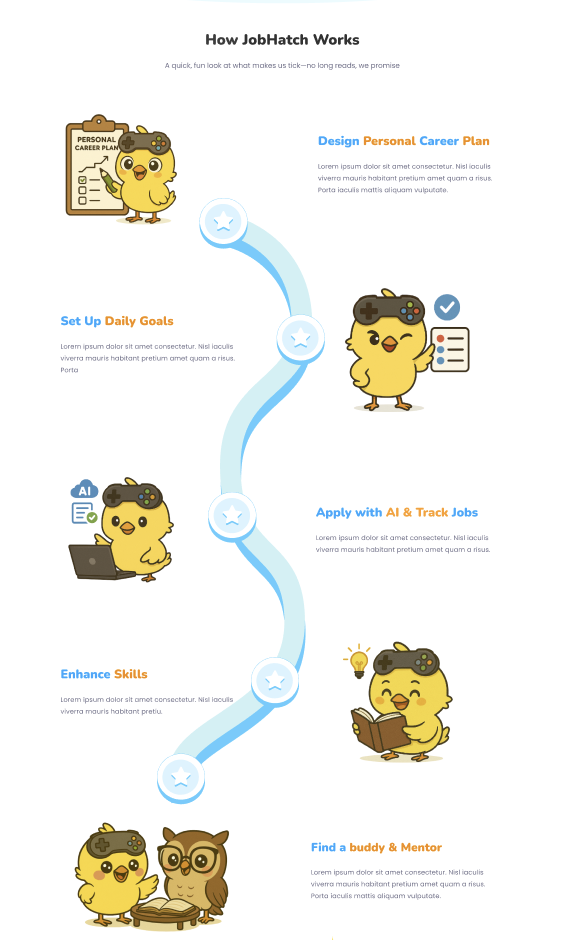 How JobHatch Works
A quick, fun look at what makes us tick—no long reads, we promise
PERSONAL
CAREER PLAN
Design Personal Career Plan
Lorem ipsum dolor sit amet consectetur. Nisl iaculis
viverra mauris habitant pretium amet quam a risus.
Porta iaculis mattis aliquam vulputate.
Set Up Daily Goals
Lorem ipsum dolor sit amet consectetur. Nisl iaculis
viverra mauris habitant pretium amet quam a risus.
Porta
AI
Apply with AI & Track Jobs
Lorem ipsum dolor sit amet consectetur. Nisl iaculis
viverra mauris habitant pretium amet quam a risus.
Enhance Skills
Lorem ipsum dolor sit amet consectetur. Nisl iaculis
viverra mauris habitant pretiu.
Find a buddy & Mentor
Lorem ipsum dolor sit amet consectetur. Nisl iaculis
viverra mauris habitant pretium amet quam a risus.
Porta iaculis mattis aliquam vulputate.